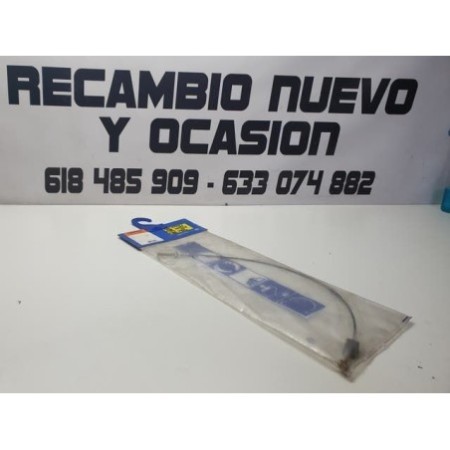 RECAMBIO NUEVO
Y OCASION
618 485 909 - 633 074 882